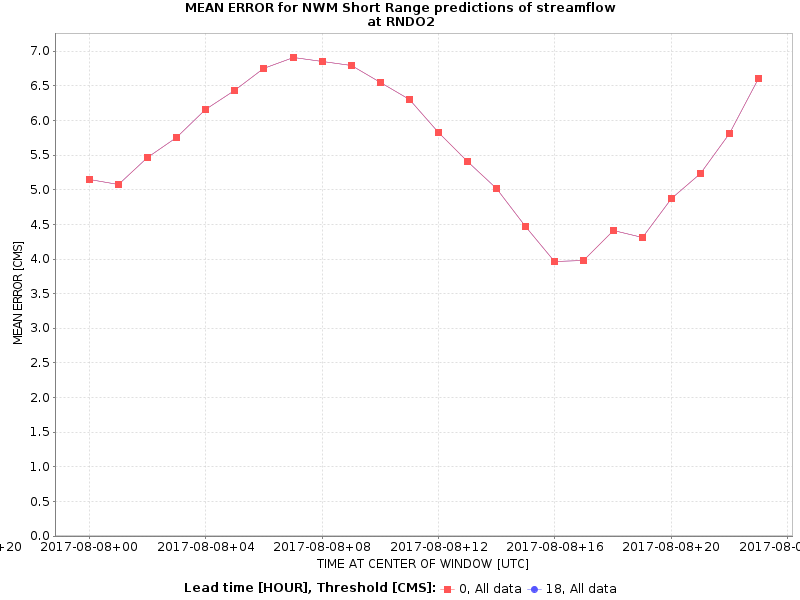 MEAN ERROR for NWM Short Range predictions of streamflow
at RNDO2
7.0
6.5
6.0
5.5
5.0
4.5
4.0
3.5
3.0
2.5
2.0
1.5
1.0
0.5
0.0
MEAN ERROR [CMS]
+20 2017-08-08+00 2017-08-08+04 2017-08-08+08 2017-08-08+12 2017-08-08+16 2017-08-08+20 2017-08-0
TIME AT CENTER OF WINDOW [UTC]
Lead time [HOUR], Threshold [CMS]: 0, All data 18, All data